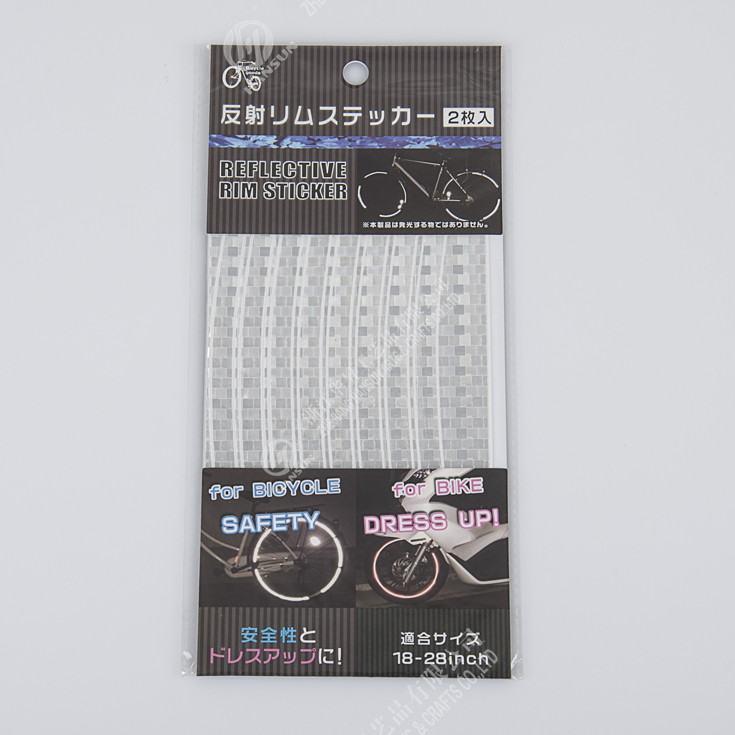 Bicycle
goods
反射リムステッカー 2枚入
REFLECTIVE
RIM STICKER
※本製品は発光する物ではありません。
for BICYCLE
SAFETY
for BIKE
DRESS UP!
安全性と
ドレスアップに!
適合サイズ
18-28inch